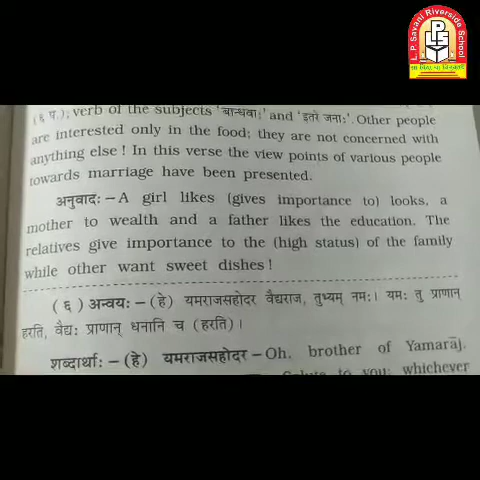 L. P. Savani Riverside School
LPS
(६ प.); verb of the subjects 'बान्धवाः' and 'इतरे जनाः'. Other people
are interested only in the food; they are not concerned with
anything else ! In this verse the view points of various people
towards marriage have been presented.
अनुवादः – A girl likes (gives importance to) looks, a
mother to wealth and a father likes the education. The
relatives give importance to the (high status) of the family
while other want sweet dishes !
( ६ ) अन्वयः – (हे) यमराजसहोदर वैद्यराज, तुभ्यम् नमः। यमः तु प्राणान्
हरति, वैद्यः प्राणान् धनानि च (हरति)।
शब्दार्थाः – (हे) यमराजसहोदर – Oh, brother of Yamarāj.
Salute to you; whichever